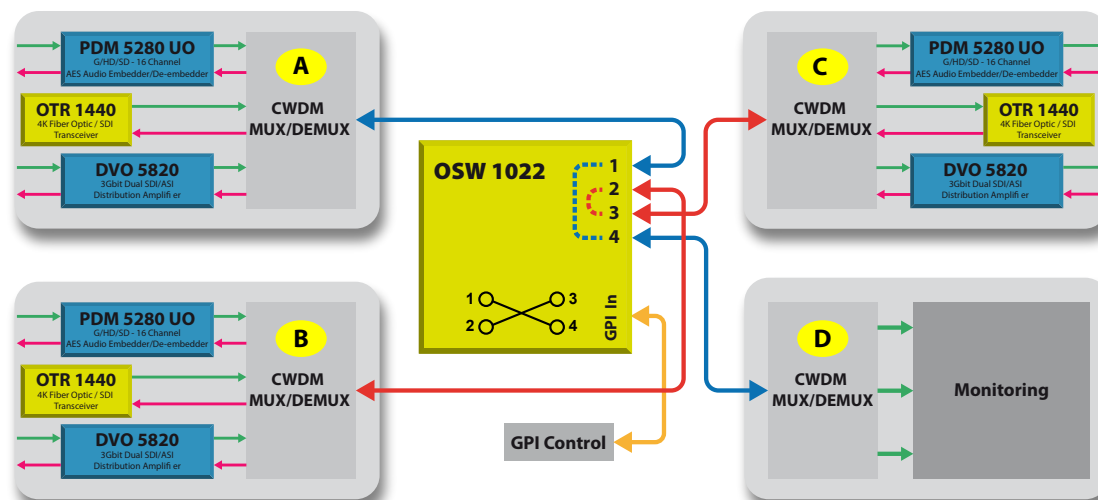 PDM 5280 UO
G/HD/SD - 16 Channel
AES Audio Embedder/De-embedder
OTR 1440
4K Fiber Optic / SDI
Transceiver
DVO 5820
3Gbit Dual SDI/ASI
Distribution Amplifi er
A
CWDM
MUX/DEMUX
OSW 1022
1
2
3
4
1
2
3
4
GPI In
C
CWDM
MUX/DEMUX
PDM 5280 UO
G/HD/SD - 16 Channel
AES Audio Embedder/De-embedder
OTR 1440
4K Fiber Optic / SDI
Transceiver
DVO 5820
3Gbit Dual SDI/ASI
Distribution Amplifi er
PDM 5280 UO
G/HD/SD - 16 Channel
AES Audio Embedder/De-embedder
OTR 1440
4K Fiber Optic / SDI
Transceiver
DVO 5820
3Gbit Dual SDI/ASI
Distribution Amplifi er
B
CWDM
MUX/DEMUX
GPI Control
D
CWDM
MUX/DEMUX
Monitoring